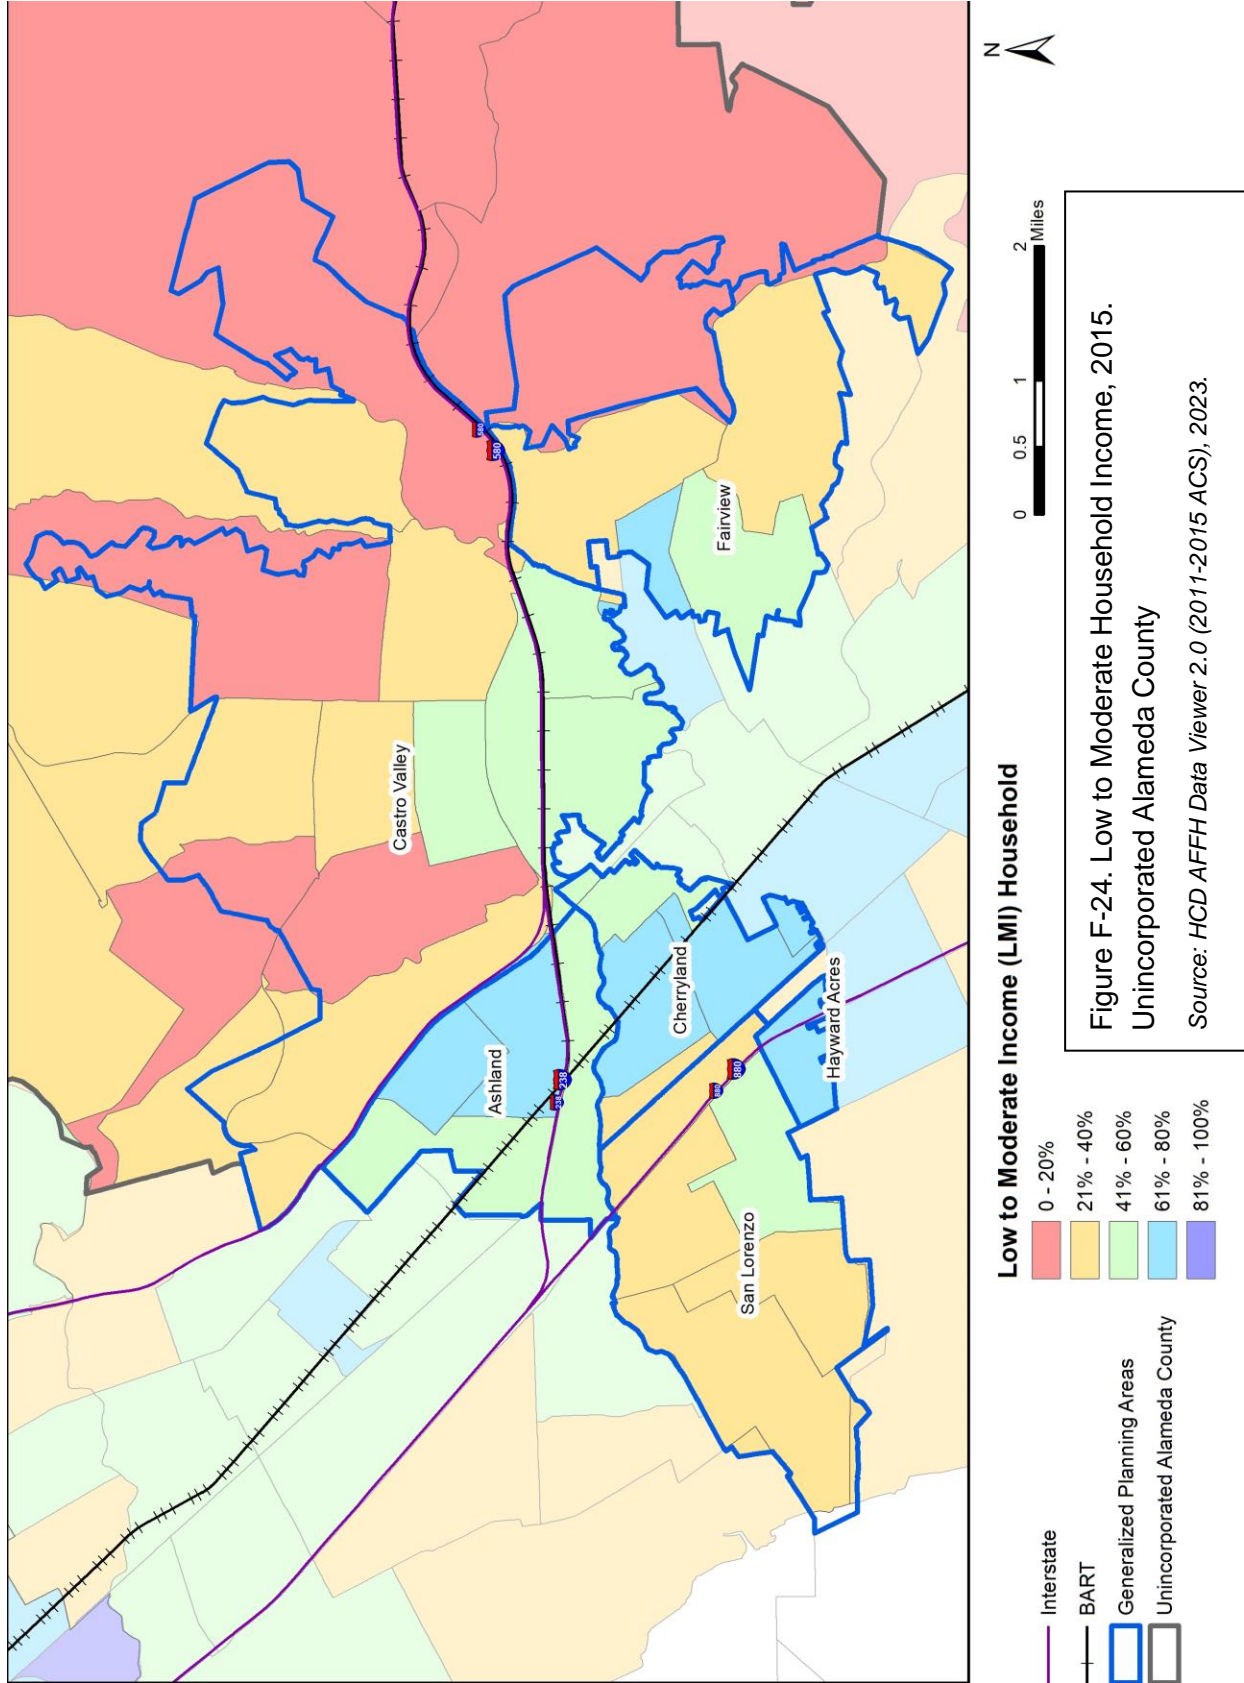 Castro Valley
Ashland
Cherryland
Fairview
Hayward Acres
San Lorenzo
580
580
238
238
880
880
N
0 0.5 1 2
Miles
Low to Moderate Income (LMI) Household
Interstate
BART
Generalized Planning Areas
Unincorporated Alameda County
0 - 20%
21% - 40%
41% - 60%
61% - 80%
81% - 100%
Figure F-24. Low to Moderate Household Income, 2015.
Unincorporated Alameda County
Source: HCD AFFH Data Viewer 2.0 (2011-2015 ACS), 2023.